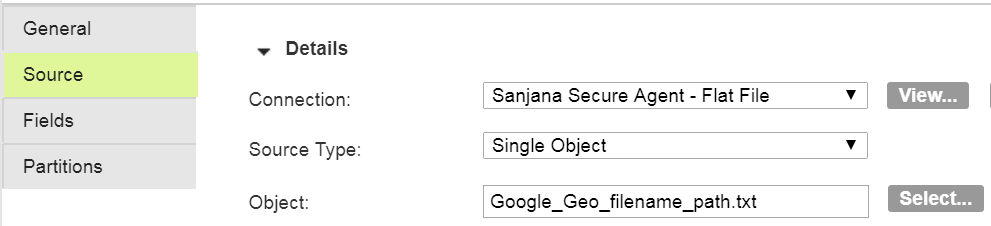 General
Source
Fields
Partitions
Details
Connection: Sanjana Secure Agent - Flat File View...
Source Type: Single Object
Object: Google_Geo_filename_path.txt Select...